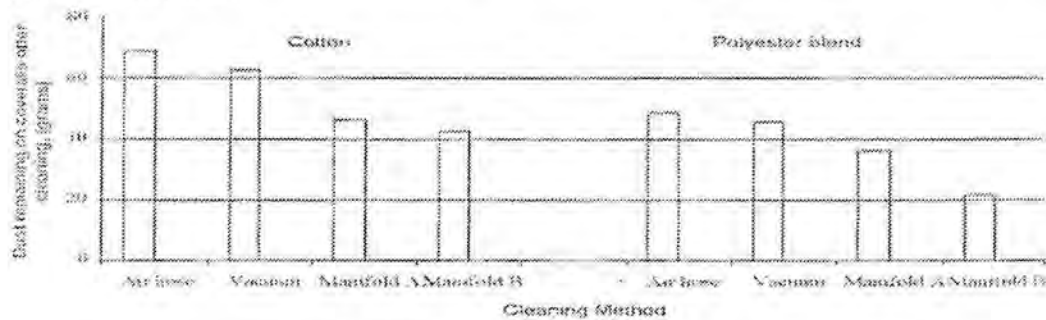 80
Cotton Polyester blend
60
40
20
0
Dust remaining on coveralls after
cleaning (grams)
Air hose Vacuum Manifold A Manifold B Air hose Vacuum Manifold A Manifold B
Cleaning Method